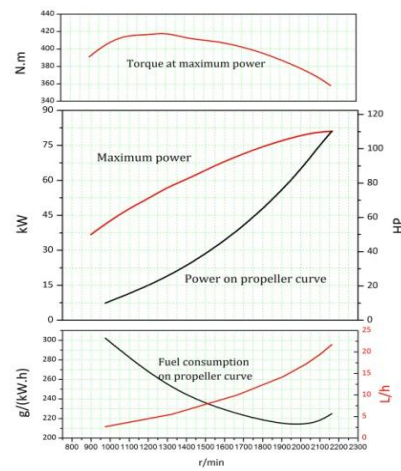 440
420
400
380
360
340
N.m
Torque at maximum power
90
75
60
45
30
15
0
kW
Maximum power
Power on propeller curve
120
100
80
60
40
20
0
HP
300
280
260
240
220
200
g/(kW.h)
Fuel consumption
on propeller curve
25
20
15
10
5
0
L/h
800 900 1000 1100 1200 1300 1400 1500 1600 1700 1800 1900 2000 2100 2200 2300
r/min